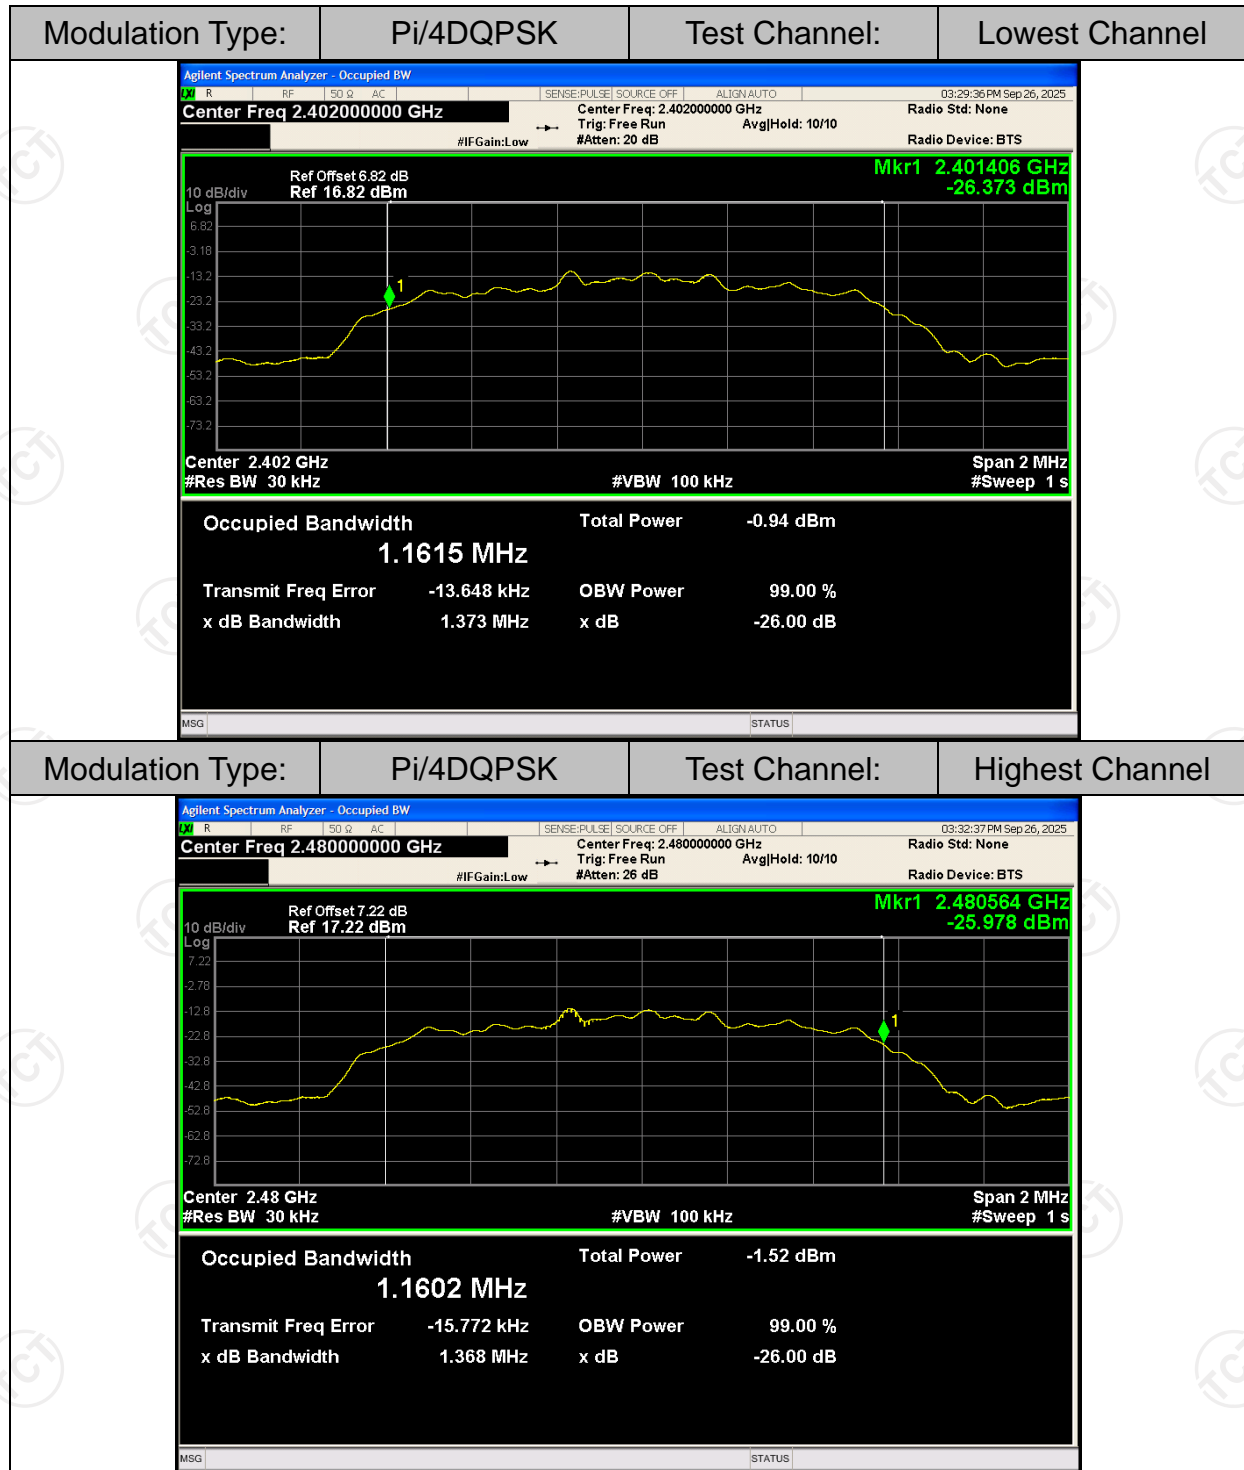 Modulation Type: Pi/4DQPSK Test Channel: Lowest Channel
Agilent Spectrum Analyzer - Occupied BW
LXI R RF 50 Ω AC SENSE:PULSE SOURCE OFF ALIGN AUTO 03:29:36 PM Sep 26, 2025
Center Freq 2.402000000 GHz Center Freq: 2.402000000 GHz Radio Std: None
Trig: Free Run Avg|Hold: 10/10
#IFGain:Low #Atten: 20 dB Radio Device: BTS
Mkr1 2.401406 GHz
Ref Offset 6.82 dB
10 dB/div Ref 16.82 dBm -26.373 dBm
Log
6.82
-3.18
-13.2
1
-23.2
-33.2
-43.2
-53.2
-63.2
-73.2
Center 2.402 GHz Span 2 MHz
#Res BW 30 kHz #VBW 100 kHz #Sweep 1 s
Occupied Bandwidth Total Power -0.94 dBm
1.1615 MHz
Transmit Freq Error -13.648 kHz OBW Power 99.00 %
x dB Bandwidth 1.373 MHz x dB -26.00 dB
MSG STATUS
Modulation Type: Pi/4DQPSK Test Channel: Highest Channel
Agilent Spectrum Analyzer - Occupied BW
LXI R RF 50 Ω AC SENSE:PULSE SOURCE OFF ALIGN AUTO 03:32:37 PM Sep 26, 2025
Center Freq 2.480000000 GHz Center Freq: 2.480000000 GHz Radio Std: None
Trig: Free Run Avg|Hold: 10/10
#IFGain:Low #Atten: 26 dB Radio Device: BTS
Mkr1 2.480564 GHz
Ref Offset 7.22 dB
10 dB/div Ref 17.22 dBm -25.978 dBm
Log
7.22
-2.78
-12.8
1
-22.8
-32.8
-42.8
-52.8
-62.8
-72.8
Center 2.48 GHz Span 2 MHz
#Res BW 30 kHz #VBW 100 kHz #Sweep 1 s
Occupied Bandwidth Total Power -1.52 dBm
1.1602 MHz
Transmit Freq Error -15.772 kHz OBW Power 99.00 %
x dB Bandwidth 1.368 MHz x dB -26.00 dB
MSG STATUS